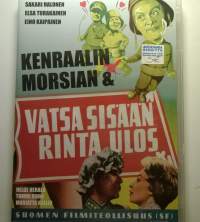 SAKARI HALONEN
ELSA TURAKAINEN
EINO KAIPAINEN
KENRAALIN
MORSIAN &
VATSA SISÄÄN
RINTA ULOS
SUOMEN FILMITEOLLISUUS (SF)